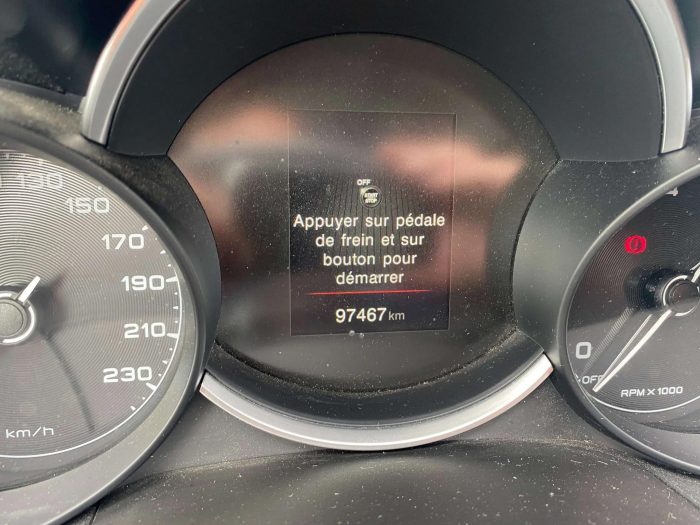 130
150
170
190
210
230
km/h
OFF
START
STOP
Appuyer sur pédale
de frein et sur
bouton pour
démarrer
97467 km
0
OFF
RPM X 1000